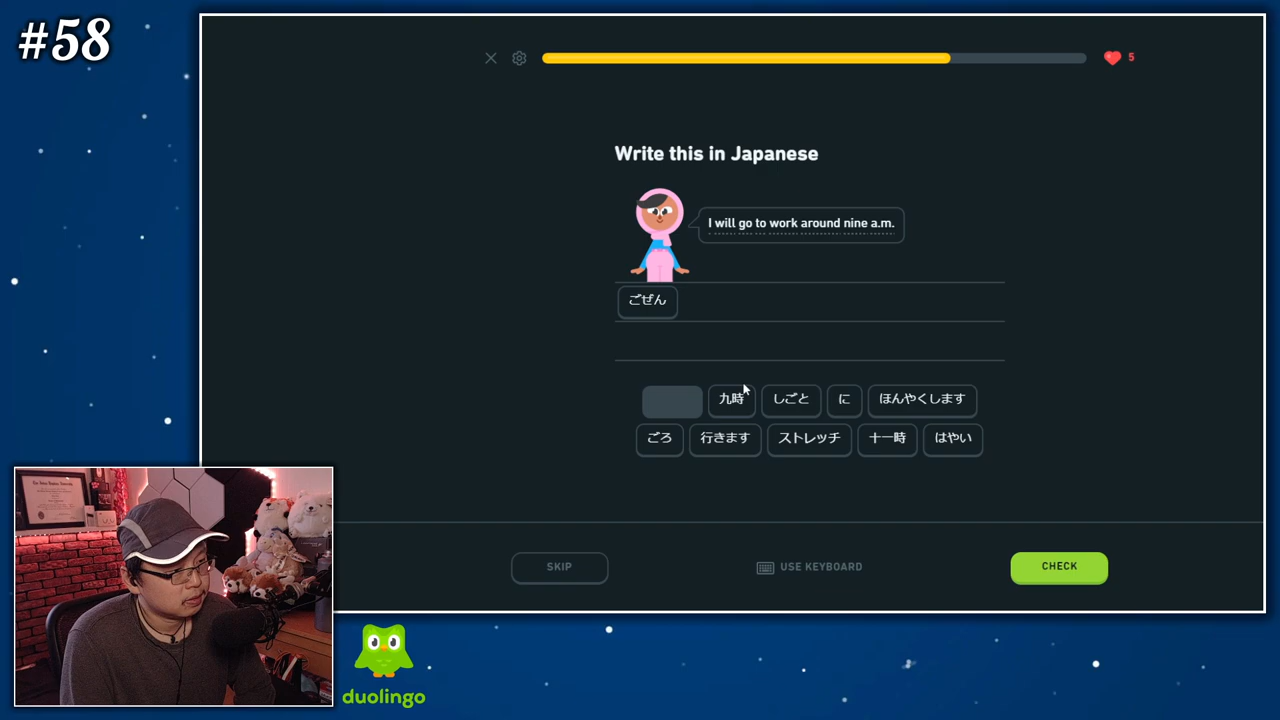 #58
5
Write this in Japanese
I will go to work around nine a.m.
ごぜん
九時 しごと に ほんやくします
ごろ 行きます ストレッチ 十一時 はやい
SKIP USE KEYBOARD CHECK
duolingo